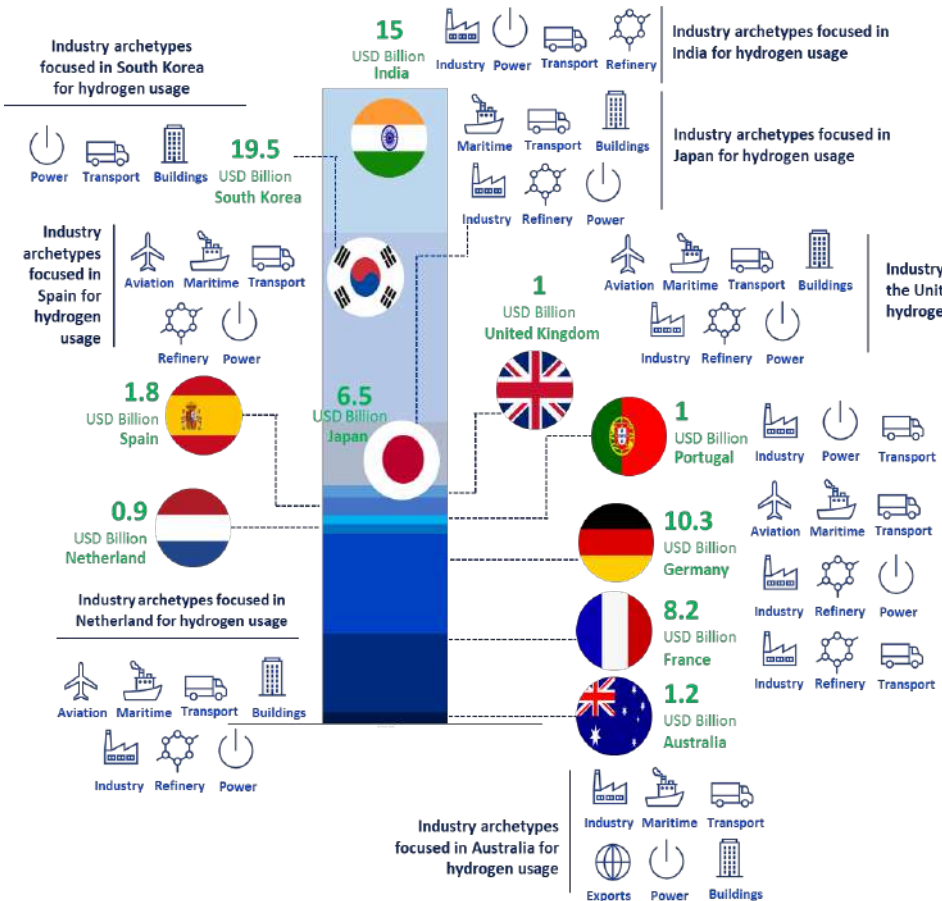 15
USD Billion
India
Industry Power Transport Refinery
Industry archetypes focused in
India for hydrogen usage
Industry archetypes
focused in South Korea
for hydrogen usage
Power Transport Buildings
19.5
USD Billion
South Korea
Maritime Transport Buildings
Industry Refinery Power
Industry archetypes focused in
Japan for hydrogen usage
Industry
archetypes
focused in
Spain for
hydrogen
usage
Aviation Maritime Transport
Refinery Power
1
USD Billion
United Kingdom
Aviation Maritime Transport Buildings
Industry Refinery Power
Industry
the Unit
hydroge
1.8
USD Billion
Spain
6.5
USD Billion
Japan
1
USD Billion
Portugal
Industry Power Transport
0.9
USD Billion
Netherland
10.3
USD Billion
Germany
Aviation Maritime Transport
Industry Refinery Power
Industry archetypes focused in
Netherland for hydrogen usage
Aviation Maritime Transport Buildings
Industry Refinery Power
8.2
USD Billion
France
Industry Refinery Transport
1.2
USD Billion
Australia
Industry archetypes
focused in Australia for
hydrogen usage
Industry Maritime Transport
Exports Power Buildings